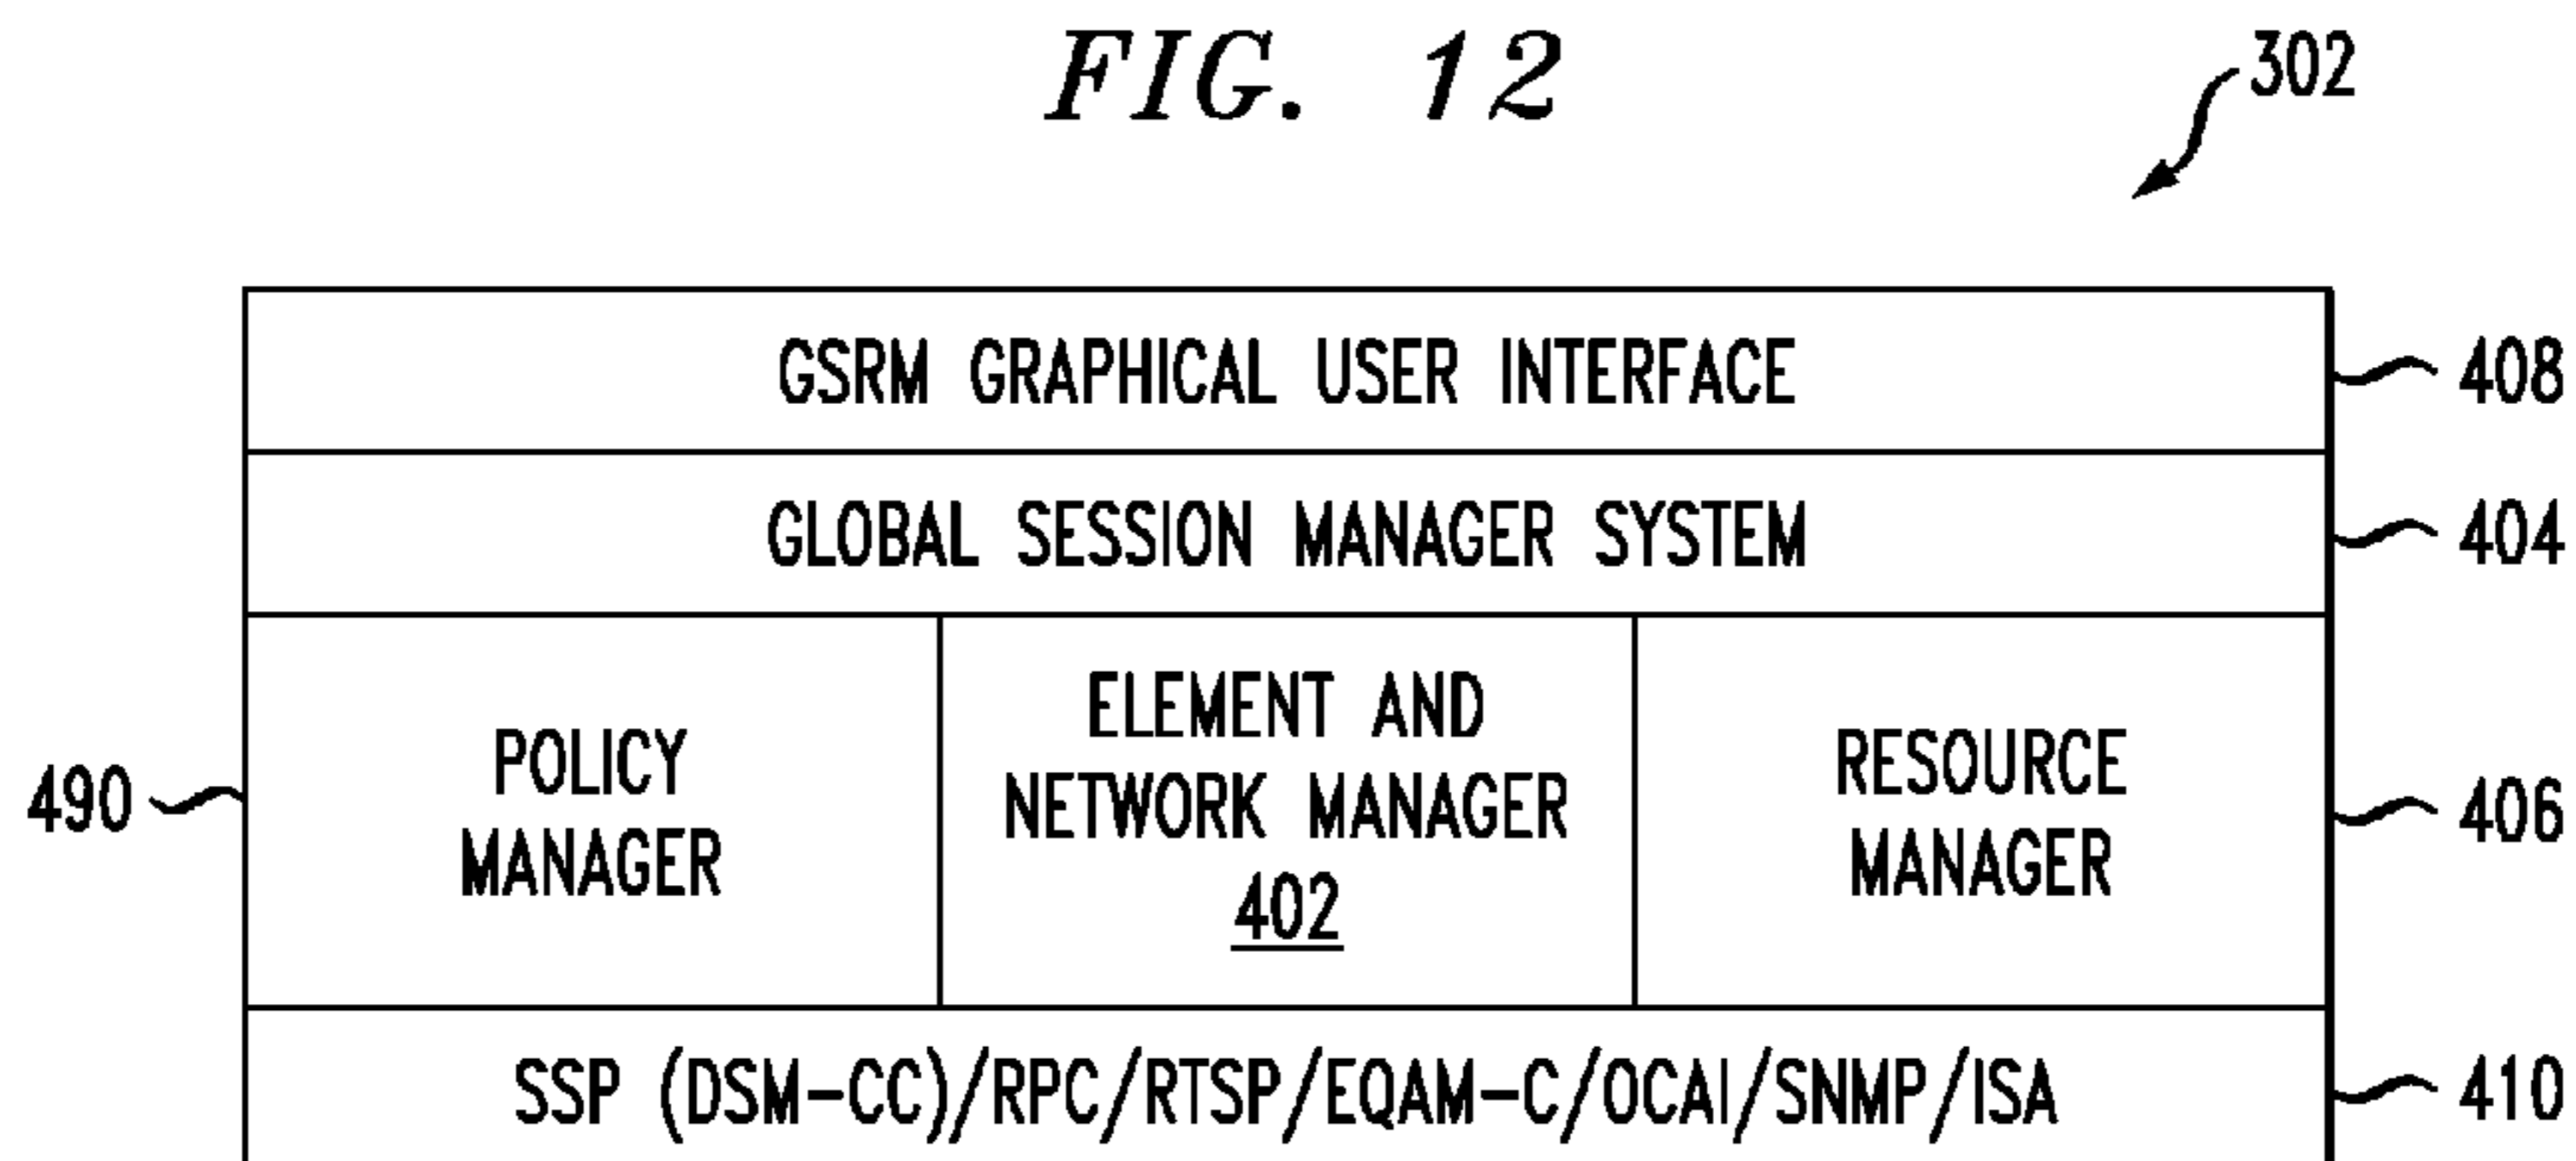 FIG. 12
302
GSRM GRAPHICAL USER INTERFACE
408
GLOBAL SESSION MANAGER SYSTEM
404
490
POLICY
MANAGER
ELEMENT AND
NETWORK MANAGER
402
RESOURCE
MANAGER
406
SSP (DSM-CC)/RPC/RTSP/EQAM-C/OCAI/SNMP/ISA
410